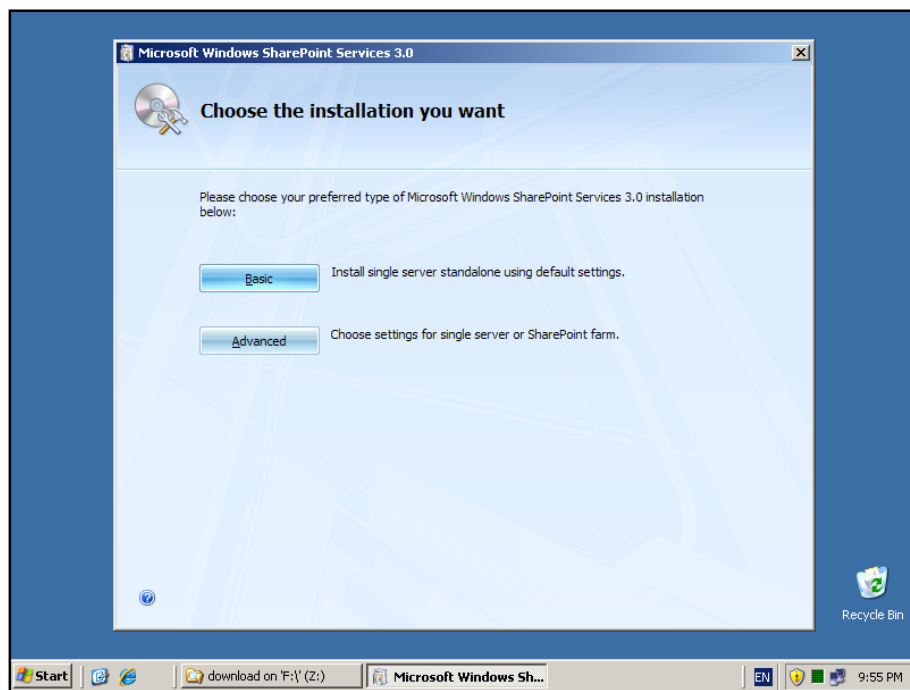 Microsoft Windows SharePoint Services 3.0
Choose the installation you want
Please choose your preferred type of Microsoft Windows SharePoint Services 3.0 installation
below:
Basic
Install single server standalone using default settings.
Advanced
Choose settings for single server or SharePoint farm.
Recycle Bin
Start
download on 'F:\' (Z:)
Microsoft Windows Sh...
EN
9:55 PM